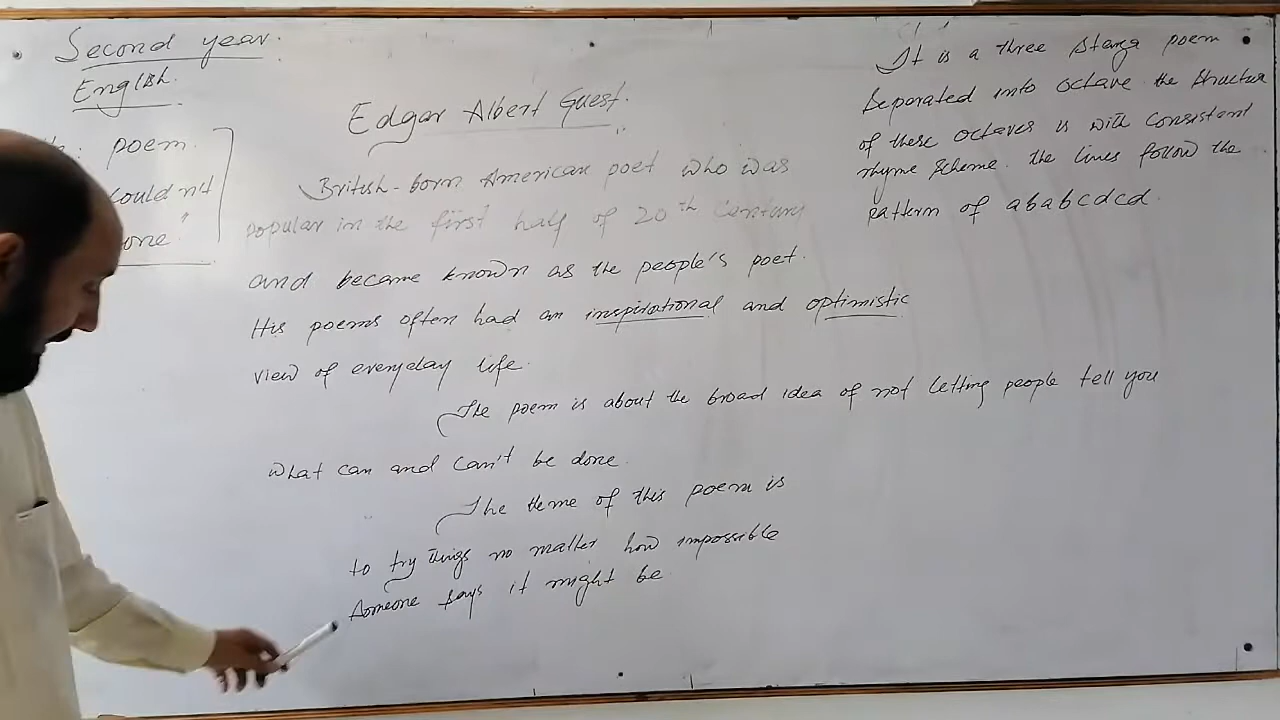 Second year.
English.
poem.
could nt
one
Edgar Albert Guest.
British-born American poet who was
popular in the first half of 20th Century
and became known as the people's poet.
His poems often had an inspirational and optimistic
view of everyday life.
The poem is about the broad idea of not letting people tell you
what can and can't be done.
The theme of this poem is
to try things no matter how impossible
Someone says it might be
It is a three stanza poem
Seperated into octave the structur
of these octaves is with consistent
rhyme scheme. the lines follow the
pattern of ababcdcd.